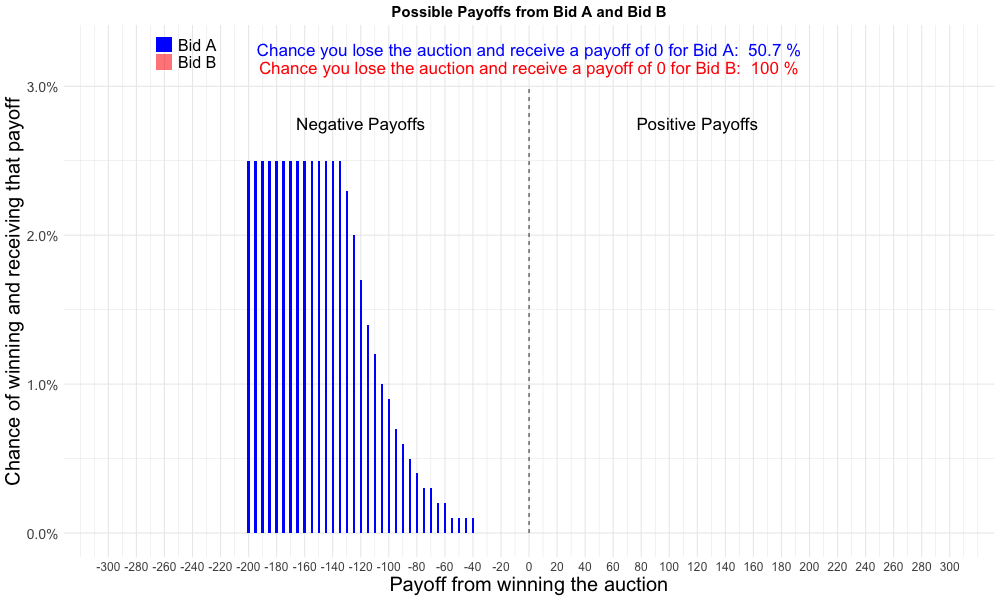 Possible Payoffs from Bid A and Bid B
Bid A
Bid B
Chance you lose the auction and receive a payoff of 0 for Bid A:  50.7 %
Chance you lose the auction and receive a payoff of 0 for Bid B:  100 %
Negative Payoffs
Positive Payoffs
Chance of winning and receiving that payoff
3.0%
2.0%
1.0%
0.0%
-300 -280 -260 -240 -220 -200 -180 -160 -140 -120 -100 -80 -60 -40 -20 0 20 40 60 80 100 120 140 160 180 200 220 240 260 280 300
Payoff from winning the auction